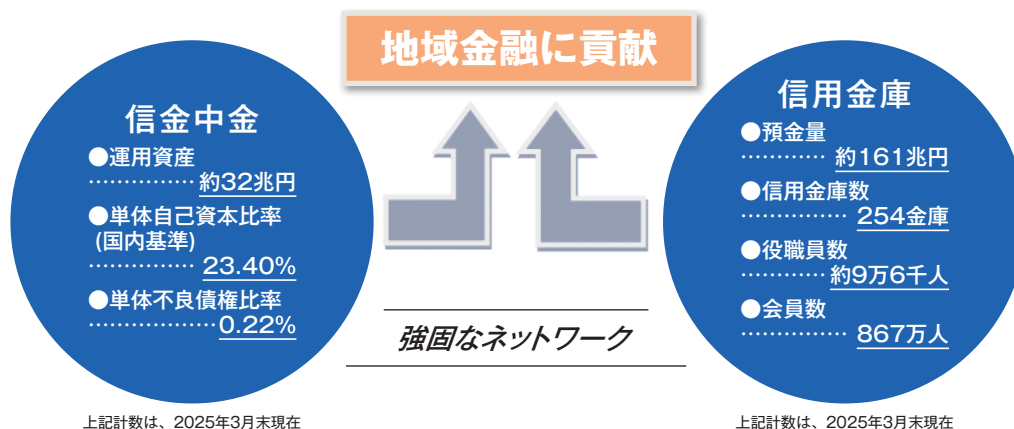 地域金融に貢献
信金中金
●運用資産
……………約32兆円
●単体自己資本比率
(国内基準)
…………… 23.40%
●単体不良債権比率
………………0.22%
上記計数は、2025年3月末現在
強固なネットワーク
信用金庫
●預金量
…………約161兆円
●信用金庫数
…………… 254金庫
●役職員数
…………約9万6千人
●会員数
…………… 867万人
上記計数は、2025年3月末現在